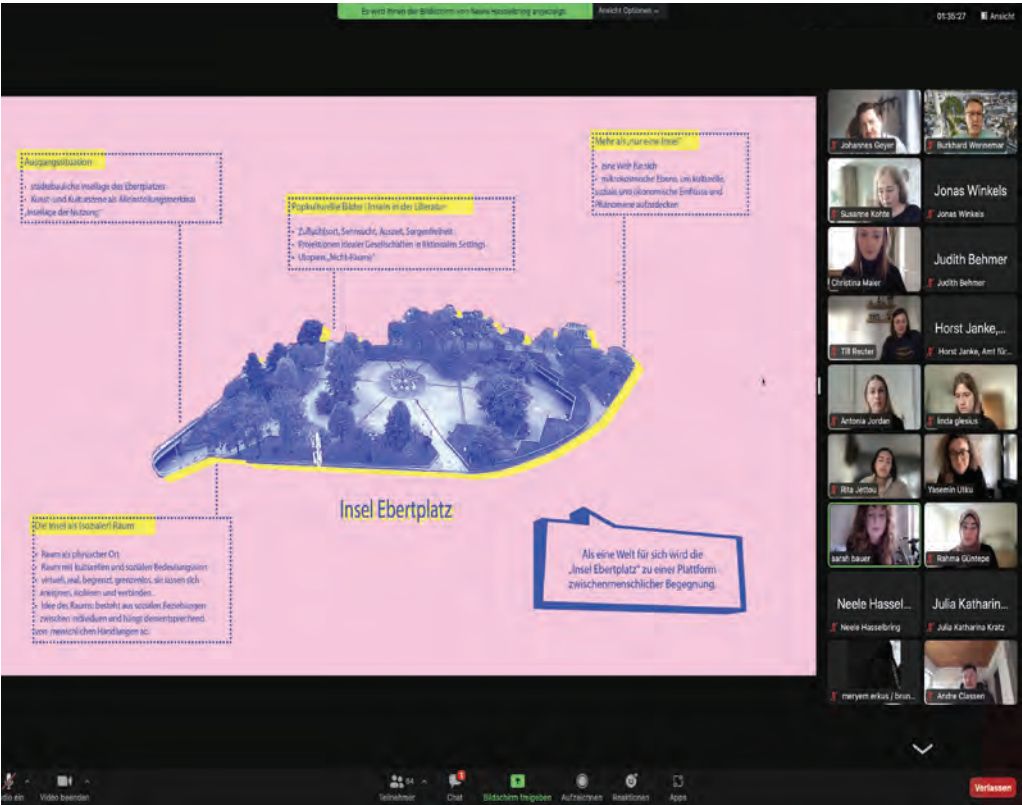 Es wird Ihnen der Bildschirm von Neele Hasselbring angezeigt.
Ansicht Optionen
01:35:27
Ansicht
Ausgangssituation
- städtebauliche Insellage des Ebertplatzes
- Kunst- und Kulturszene als Alleinstellungsmerkmal
„Insellage der Nutzung“
Popkulturelle Bilder | Inseln in der Literatur
- Zufluchtsort, Sehnsucht, Auszeit, Sorgenfreiheit
- Projektionen idealer Gesellschaften in fiktionalen Settings
- Utopien „Nicht-Räume“
Mehr als „nur eine Insel“
- eine Welt für sich
- mikrokosmische Ebene, um kulturelle,
soziale und ökonomische Einflüsse und
Phänomene aufzudecken
Die Insel als (sozialer) Raum
- Raum als physischer Ort
- Raum mit kulturellen und sozialen Bedeutungen
- virtuell, real, begrenzt, grenzenlos, sie lassen sich
aneignen, isolieren und verbinden.
- Idee des Raums: besteht aus sozialen Beziehungen
zwischen Individuen und hängt dementsprechend
von menschlichen Handlungen ab.
Insel Ebertplatz
Als eine Welt für sich wird die
„Insel Ebertplatz“ zu einer Plattform
zwischenmenschlicher Begegnung.
Johannes Geyer
Burkhard Wennemar
Susanne Kohte
Jonas Winkels
Jonas Winkels
Christina Maier
Judith Behmer
Judith Behmer
Till Reuter
Horst Janke,...
Horst Janke, Amt für...
Antonia Jordan
linda glesius
Rita Jettou
Yasemin Utku
sarah bauer
Rahma Güntepe
Neele Hassel...
Neele Hasselbring
Julia Katharin...
Julia Katharina Kratz
meryem erkus / brun...
Andre Classen
dio ein
Video beenden
Teilnehmer
Chat
Bildschirm freigeben
Aufzeichnen
Reaktionen
Apps
Verlassen